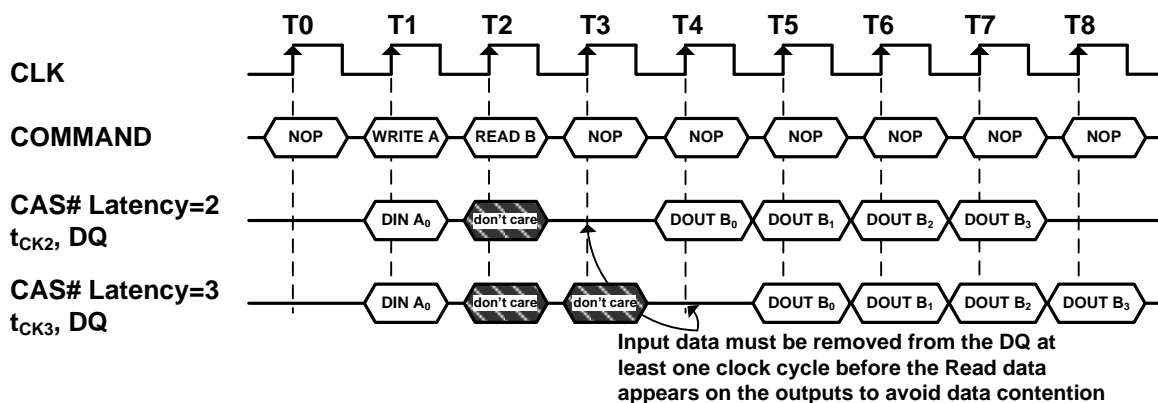 T0 T1 T2 T3 T4 T5 T6 T7 T8
CLK
COMMAND NOP WRITE A READ B NOP NOP NOP NOP NOP NOP
CAS# Latency=2
tCK2, DQ DIN A0 don't care DOUT B0 DOUT B1 DOUT B2 DOUT B3
CAS# Latency=3
tCK3, DQ DIN A0 don't care don't care DOUT B0 DOUT B1 DOUT B2 DOUT B3
Input data must be removed from the DQ at
least one clock cycle before the Read data
appears on the outputs to avoid data contention